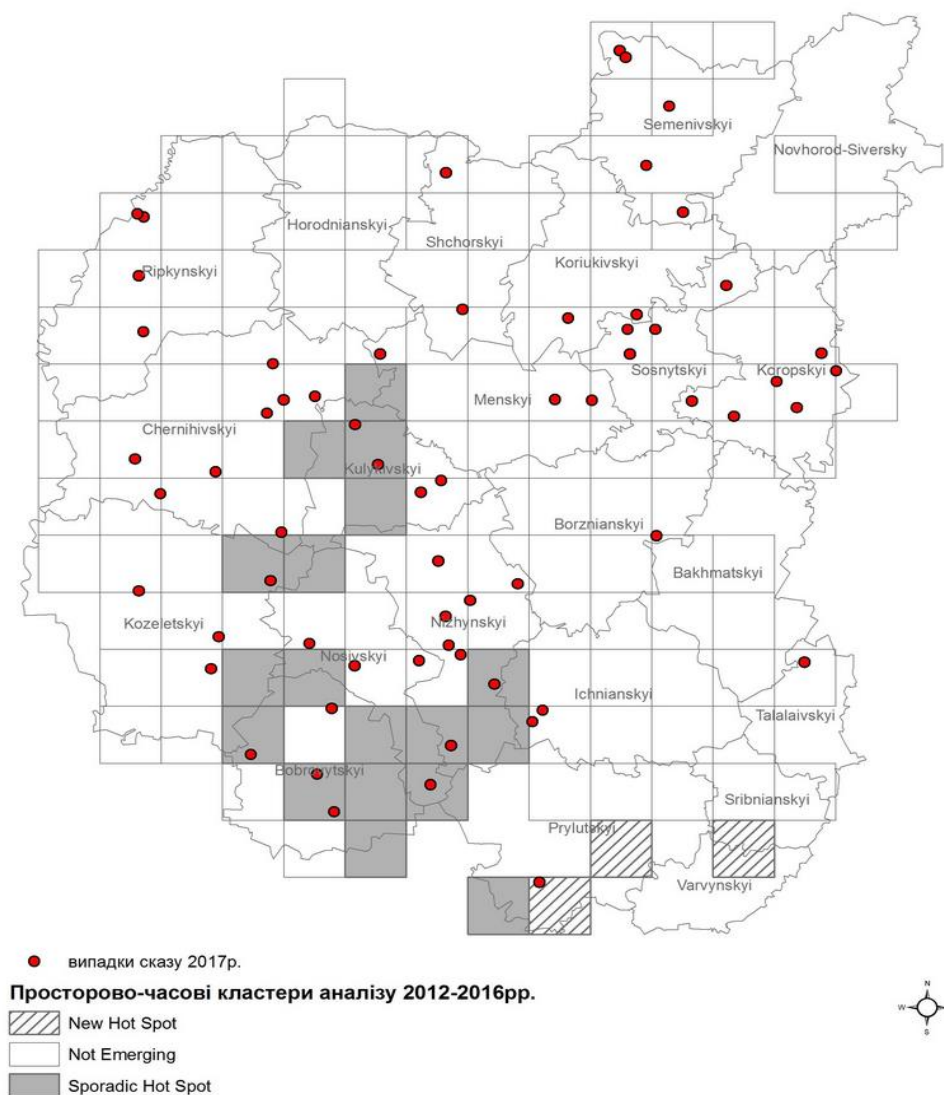 Semenivskyi
Novhorod-Siversky
Horodnianskyi
Shchorskyi
Koriukivskyi
Ripkynskyi
Sosnytskyi
Koropskyi
Menskyi
Chernihivskyi
Kulykivskyi
Borznianskyi
Bakhmatskyi
Kozeletskyi
Nizhynskyi
Nosivskyi
Ichnianskyi
Talalaivskyi
Bobrovytskyi
Sribnianskyi
Prylutskyi
Varvynskyi
випадки сказу 2017р.
Просторово-часові кластери аналізу 2012-2016рр.
New Hot Spot
Not Emerging
Sporadic Hot Spot
N
W E
S